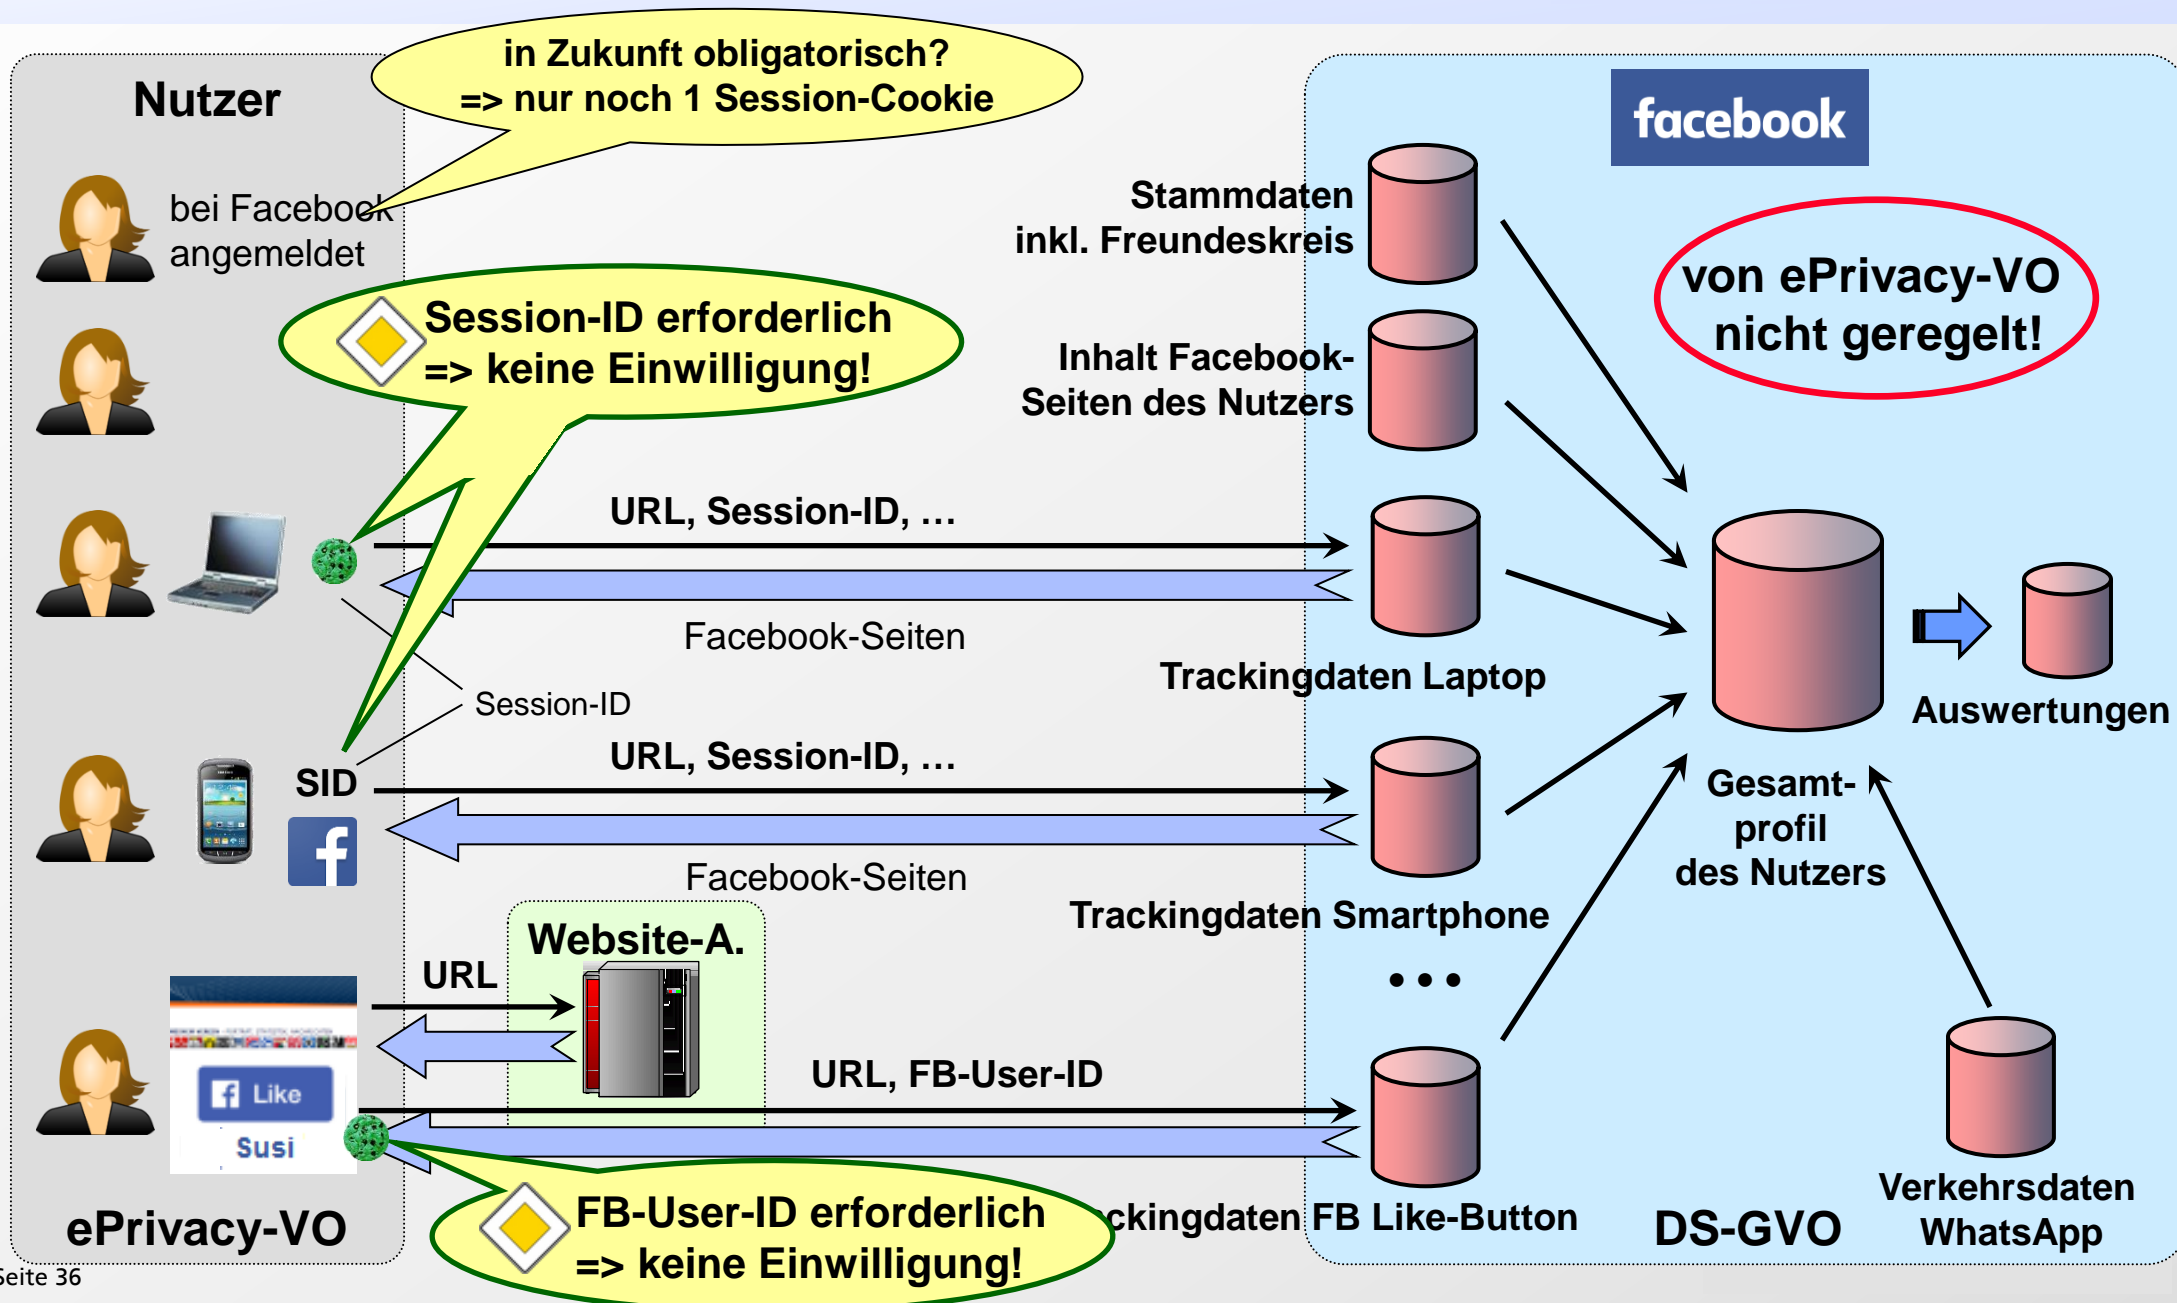 in Zukunft obligatorisch?
=> nur noch 1 Session-Cookie
Nutzer
facebook
bei Facebook
angemeldet
Stammdaten
inkl. Freundeskreis
von ePrivacy-VO
nicht geregelt!
Session-ID erforderlich
=> keine Einwilligung!
Inhalt Facebook-
Seiten des Nutzers
URL, Session-ID, …
Facebook-Seiten
Trackingdaten Laptop
Session-ID
Auswertungen
URL, Session-ID, …
SID
Gesamt-
profil
des Nutzers
Facebook-Seiten
Trackingdaten Smartphone
Website-A.
URL
...
URL, FB-User-ID
Like
Susi
FB-User-ID erforderlich
=> keine Einwilligung!
ckingdaten FB Like-Button
Verkehrsdaten
WhatsApp
ePrivacy-VO
DS-GVO
Seite 36